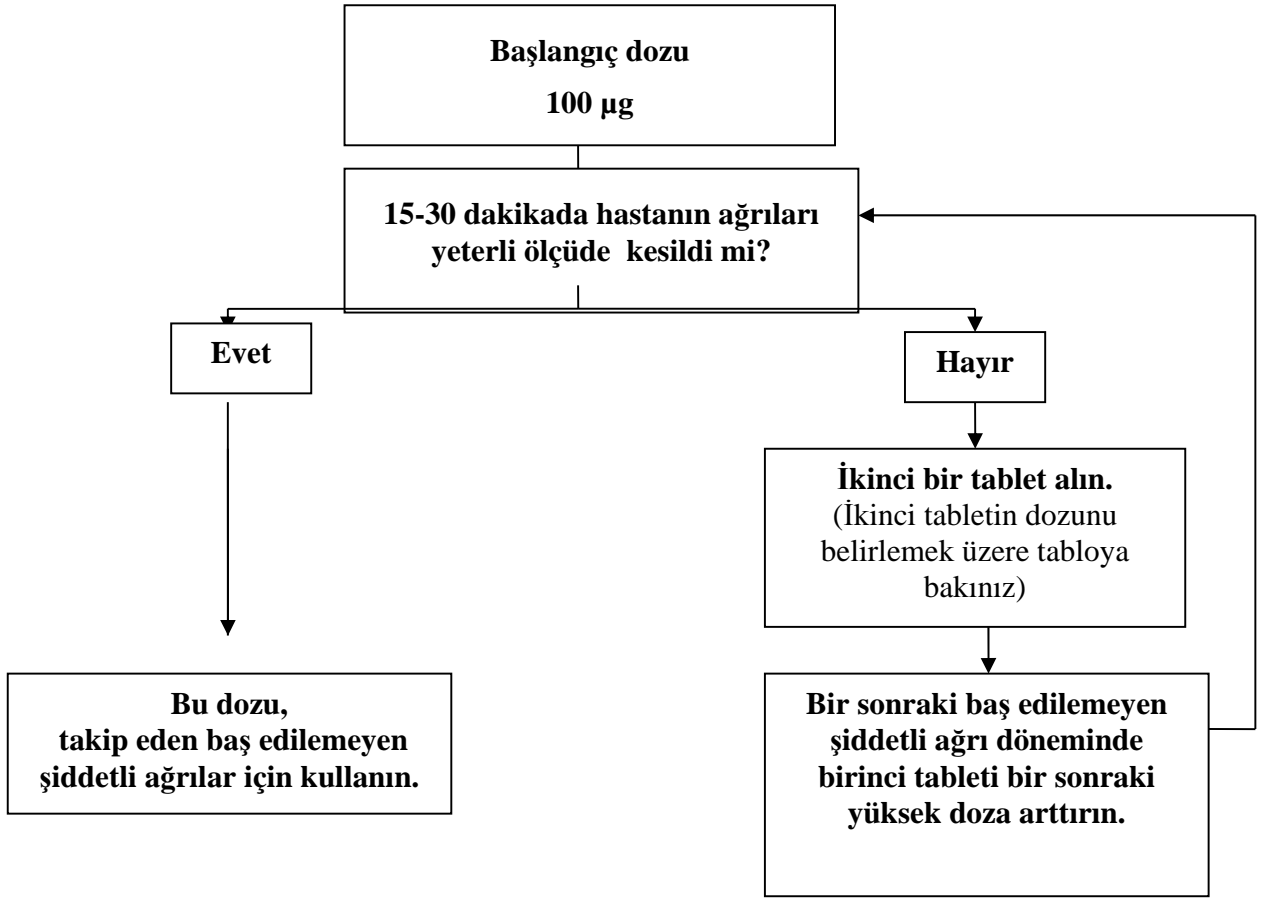 Başlangıç dozu
100 µg
15-30 dakikada hastanın ağrıları
yeterli ölçüde kesildi mi?
Evet
Hayır
İkinci bir tablet alın.
(İkinci tabletin dozunu
belirlemek üzere tabloya
bakınız)
Bu dozu,
takip eden baş edilemeyen
şiddetli ağrılar için kullanın.
Bir sonraki baş edilemeyen
şiddetli ağrı döneminde
birinci tableti bir sonraki
yüksek doza arttırın.